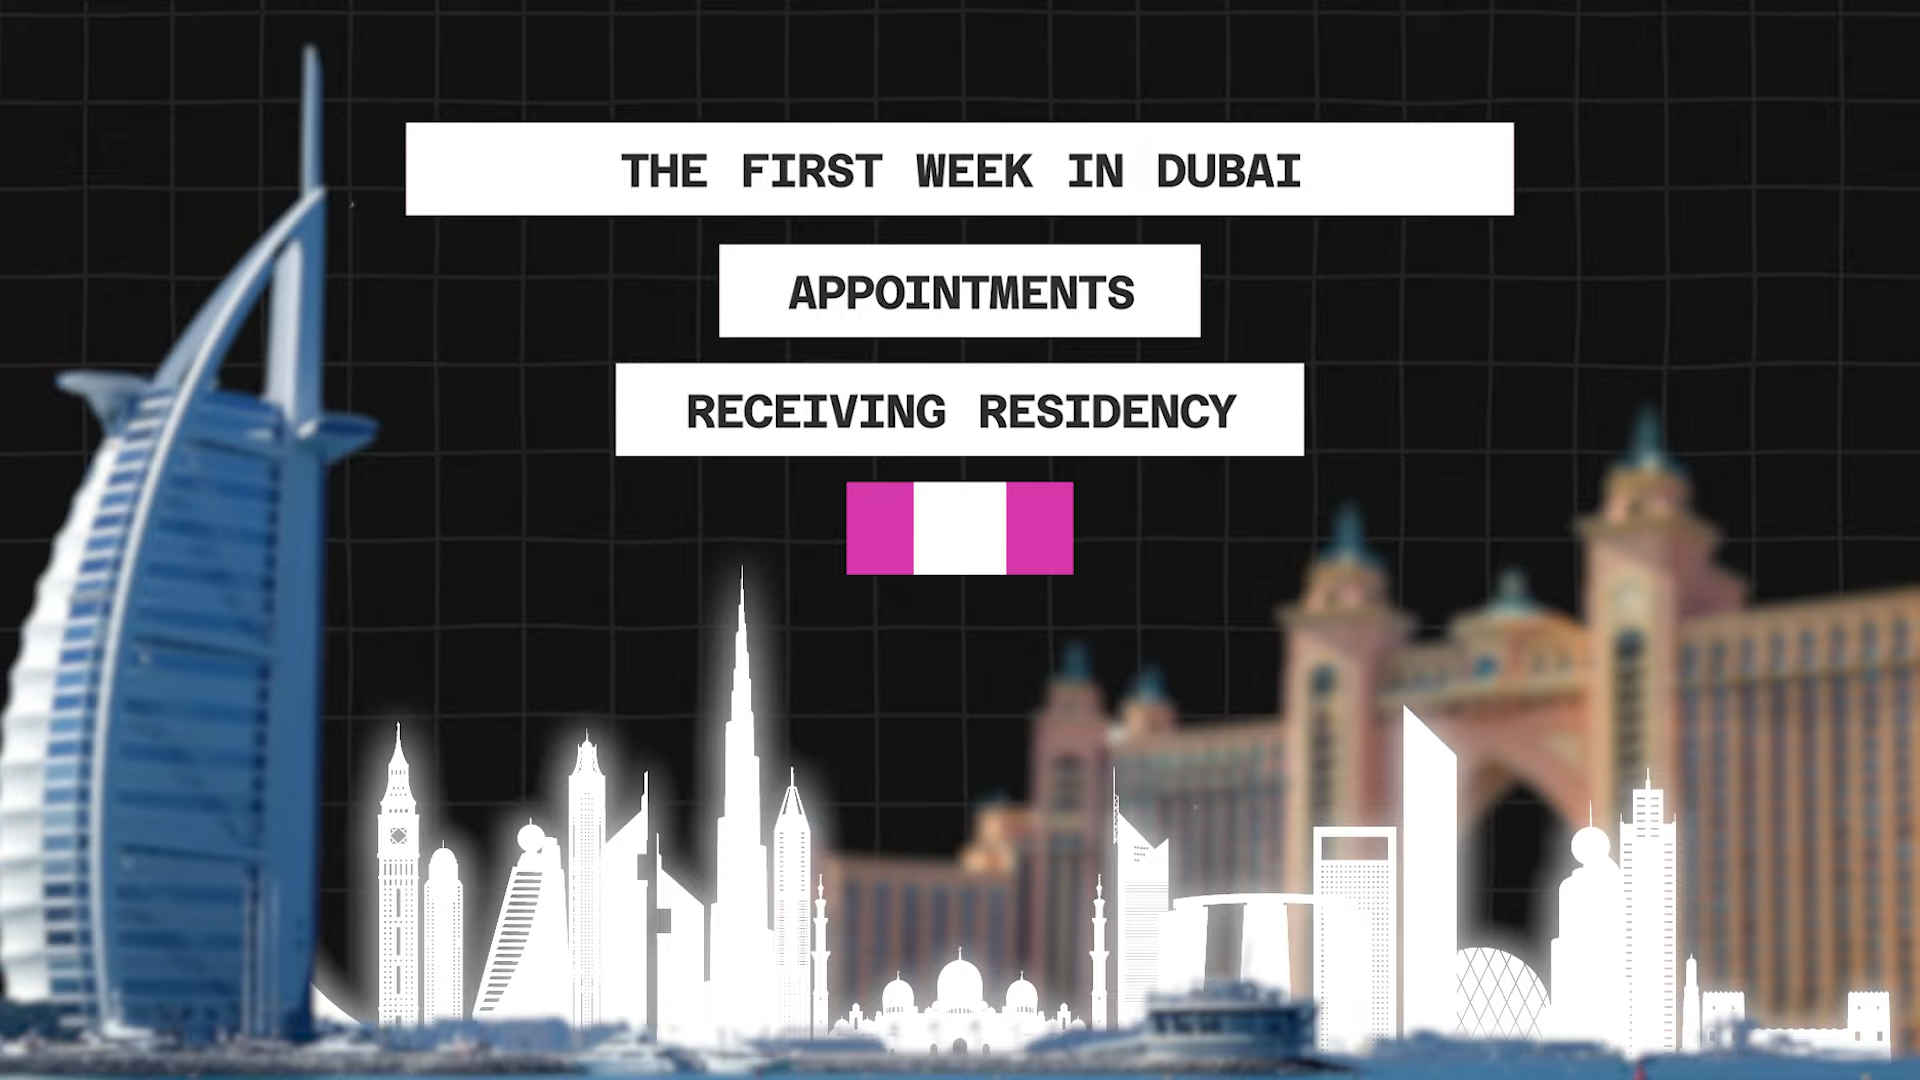 THE FIRST WEEK IN DUBAI
APPOINTMENTS
RECEIVING RESIDENCY